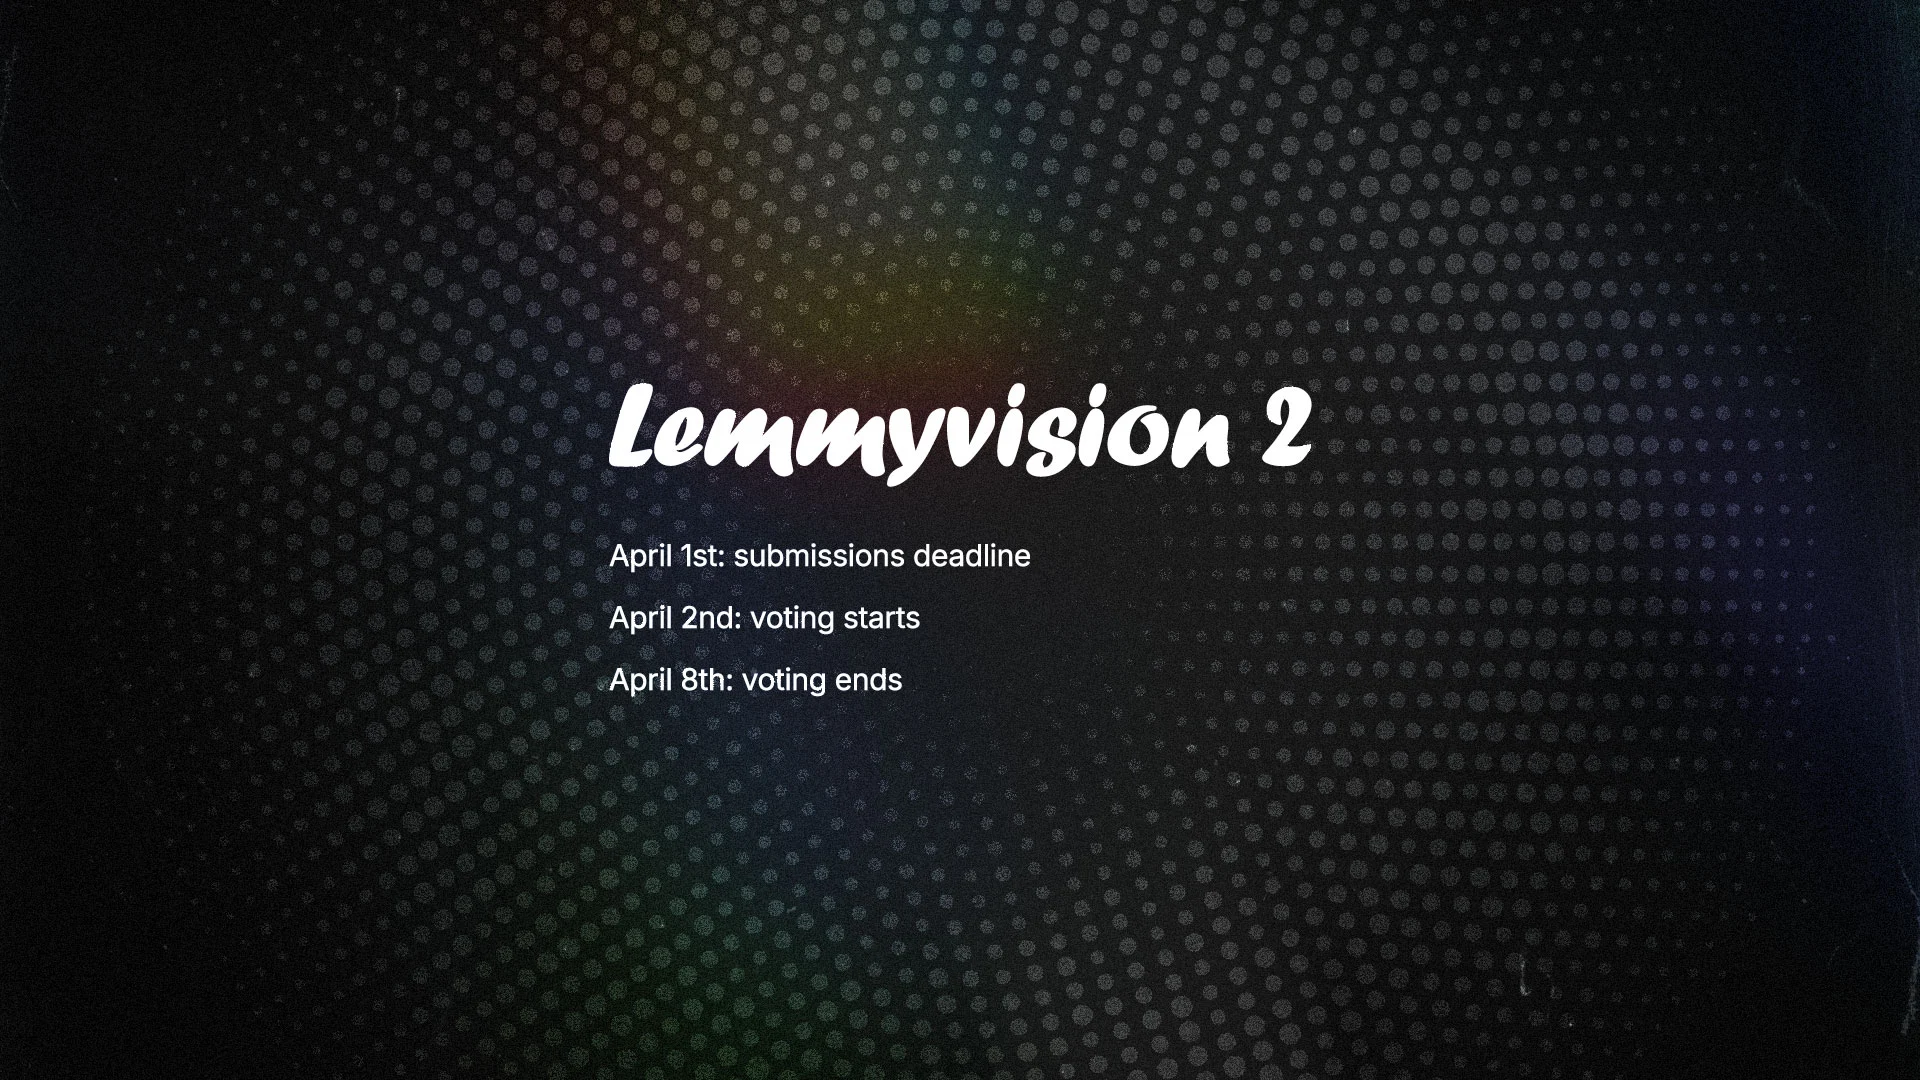 Lemmyvision 2
April 1st: submissions deadline
April 2nd: voting starts
April 8th: voting ends